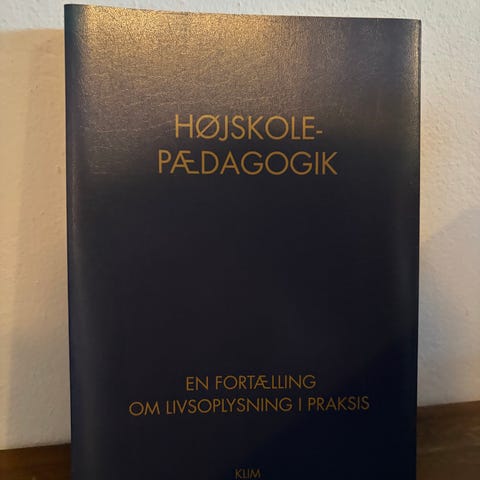 HØJSKOLE-
PÆDAGOGIK
EN FORTÆLLING
OM LIVSOPLYSNING I PRAKSIS
KLIM